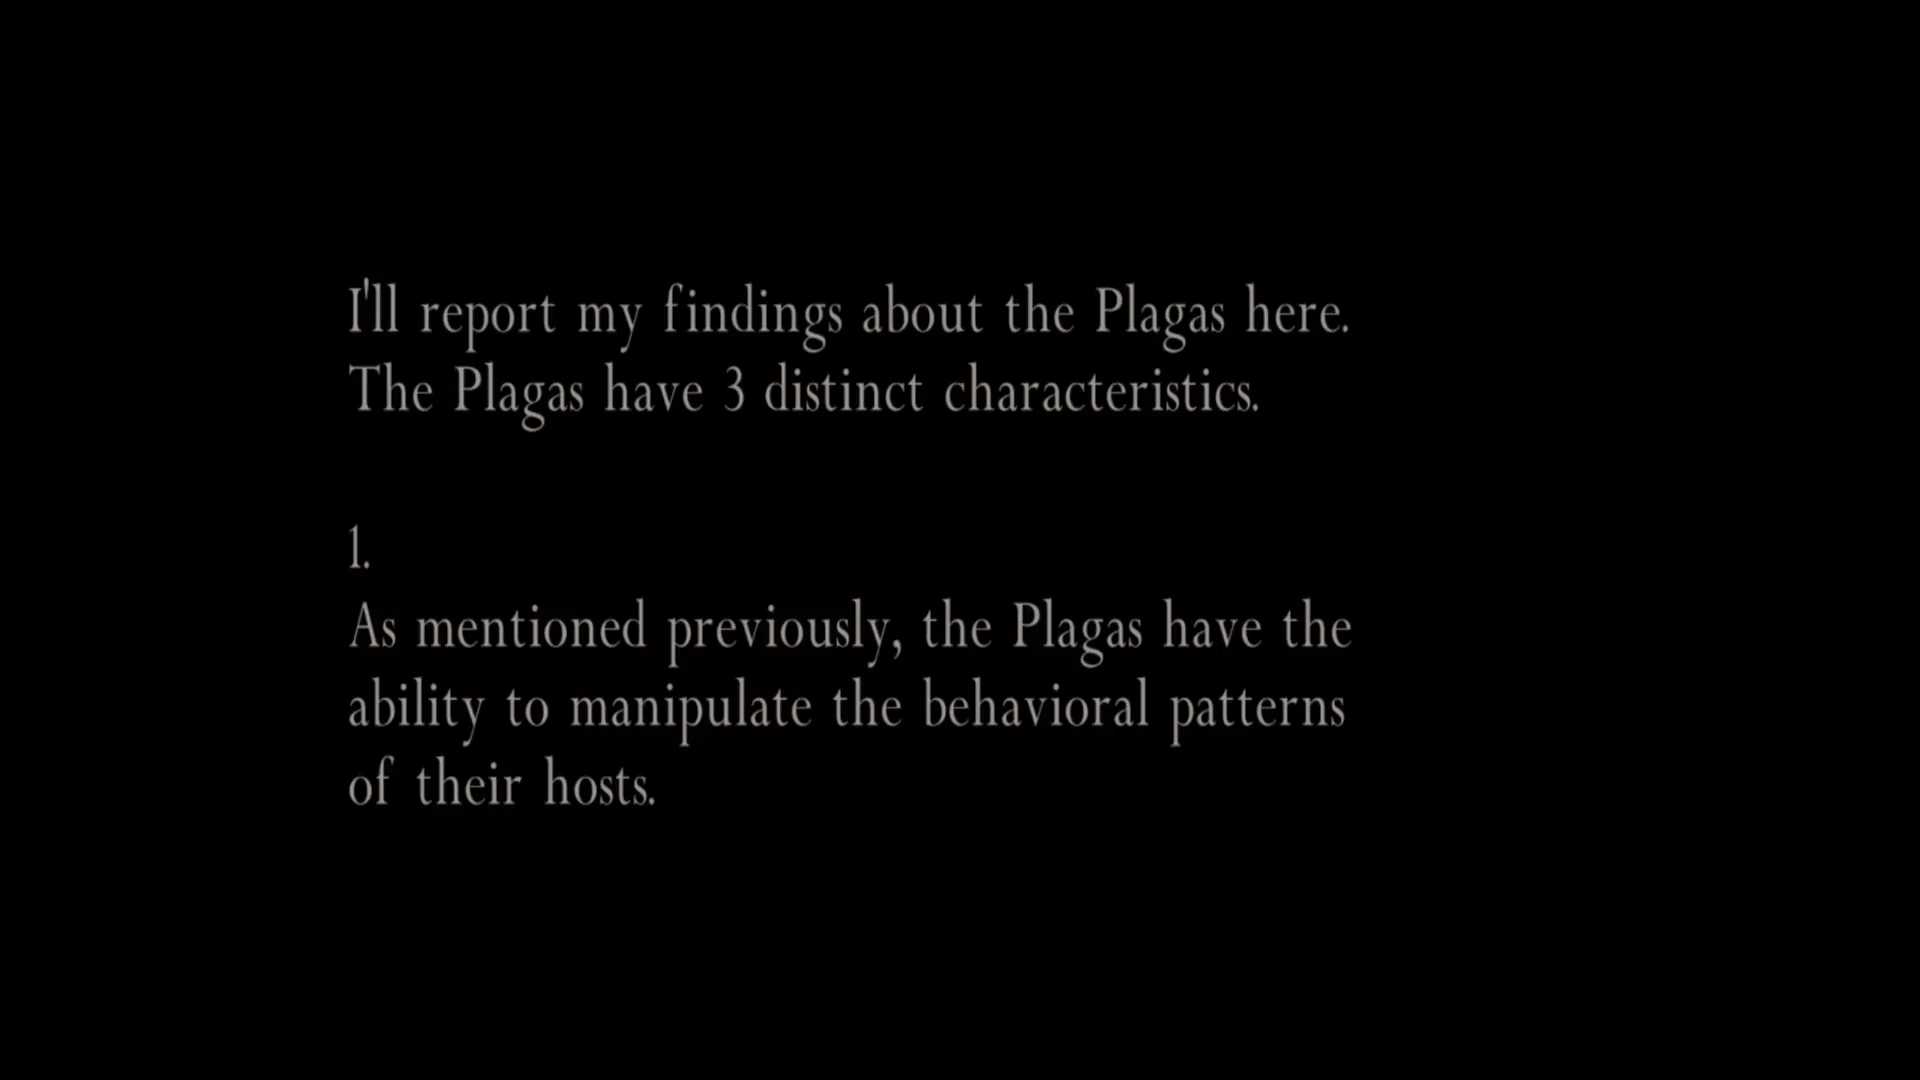 I'll report my findings about the Plagas here.
The Plagas have 3 distinct characteristics.
1.
As mentioned previously, the Plagas have the
ability to manipulate the behavioral patterns
of their hosts.